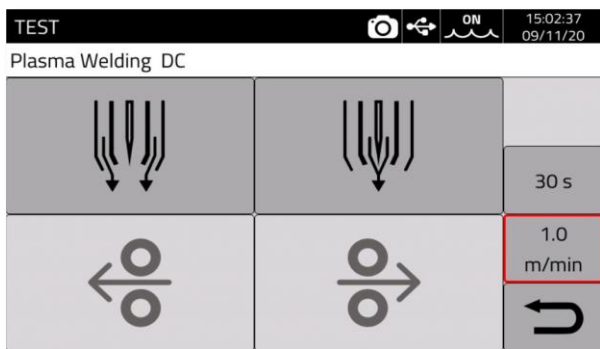 TEST
ON
15:02:37
09/11/20
Plasma Welding DC
30 s
1.0
m/min